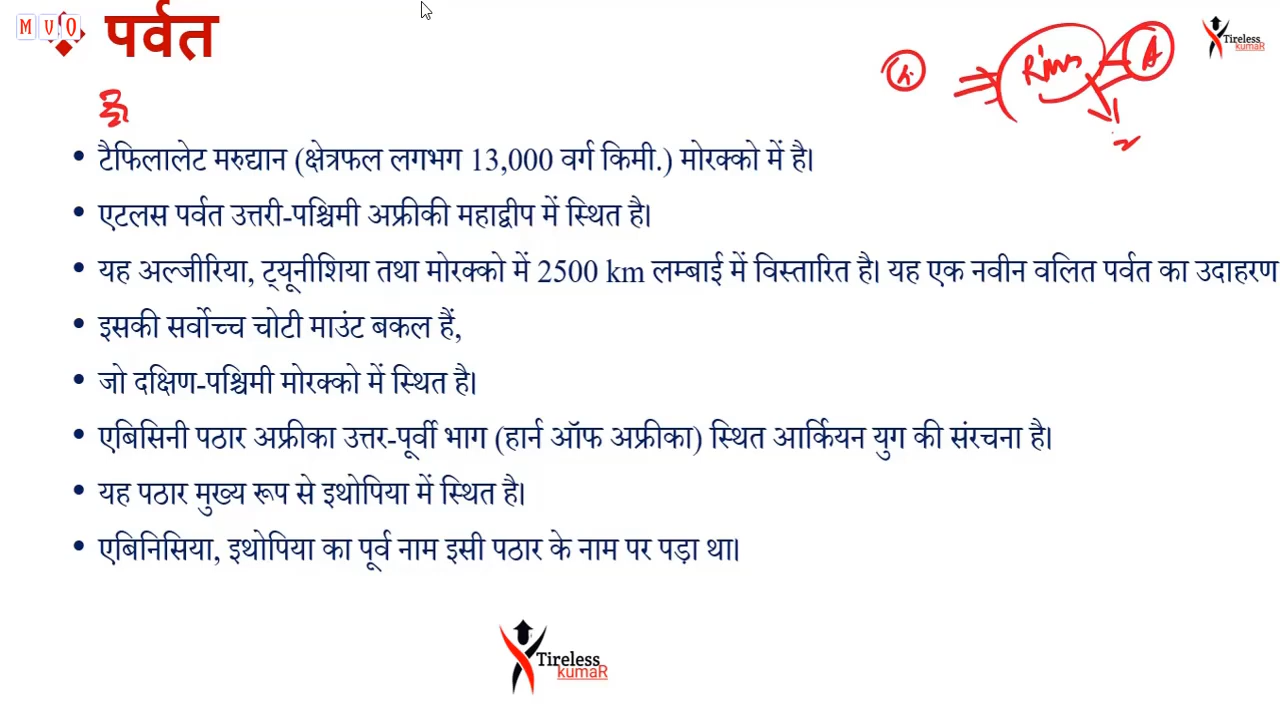 MVO
पर्वत
Tireless
kumaR
टैफिलालेट मरुद्यान (क्षेत्रफल लगभग 13,000 वर्ग किमी.) मोरक्को में है।
एटलस पर्वत उत्तरी-पश्चिमी अफ्रीकी महाद्वीप में स्थित है।
यह अल्जीरिया, ट्यूनीशिया तथा मोरक्को में 2500 km लम्बाई में विस्तारित है। यह एक नवीन वलित पर्वत का उदाहरण
इसकी सर्वोच्च चोटी माउंट बकल हैं,
जो दक्षिण-पश्चिमी मोरक्को में स्थित है।
एबिसिनी पठार अफ्रीका उत्तर-पूर्वी भाग (हार्न ऑफ अफ्रीका) स्थित आर्कियन युग की संरचना है।
यह पठार मुख्य रूप से इथोपिया में स्थित है।
एबिनिसिया, इथोपिया का पूर्व नाम इसी पठार के नाम पर पड़ा था।
Tireless
kumaR